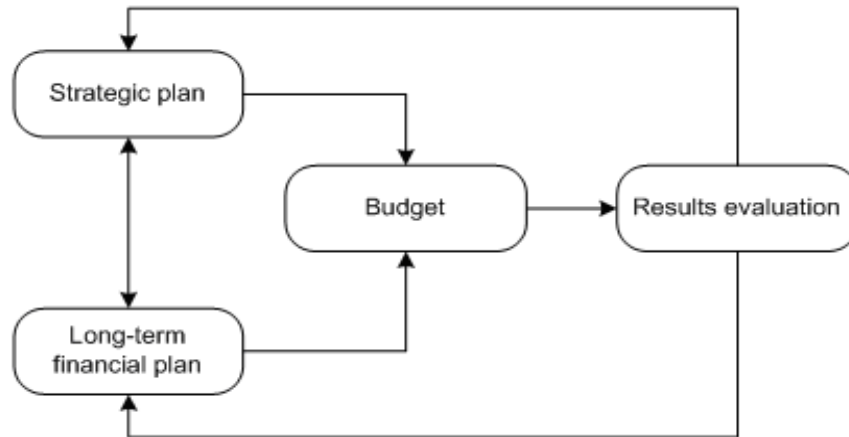 Strategic plan
Budget
Results evaluation
Long-term
financial plan